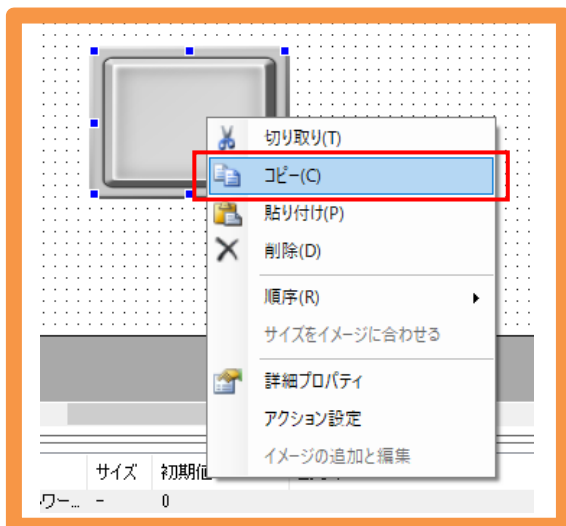 切り取り(T)
コピー(C)
貼り付け(P)
削除(D)
順序(R)
サイズをイメージに合わせる
詳細プロパティ
アクション設定
イメージの追加と編集
サイズ 初期値
ワー... - 0